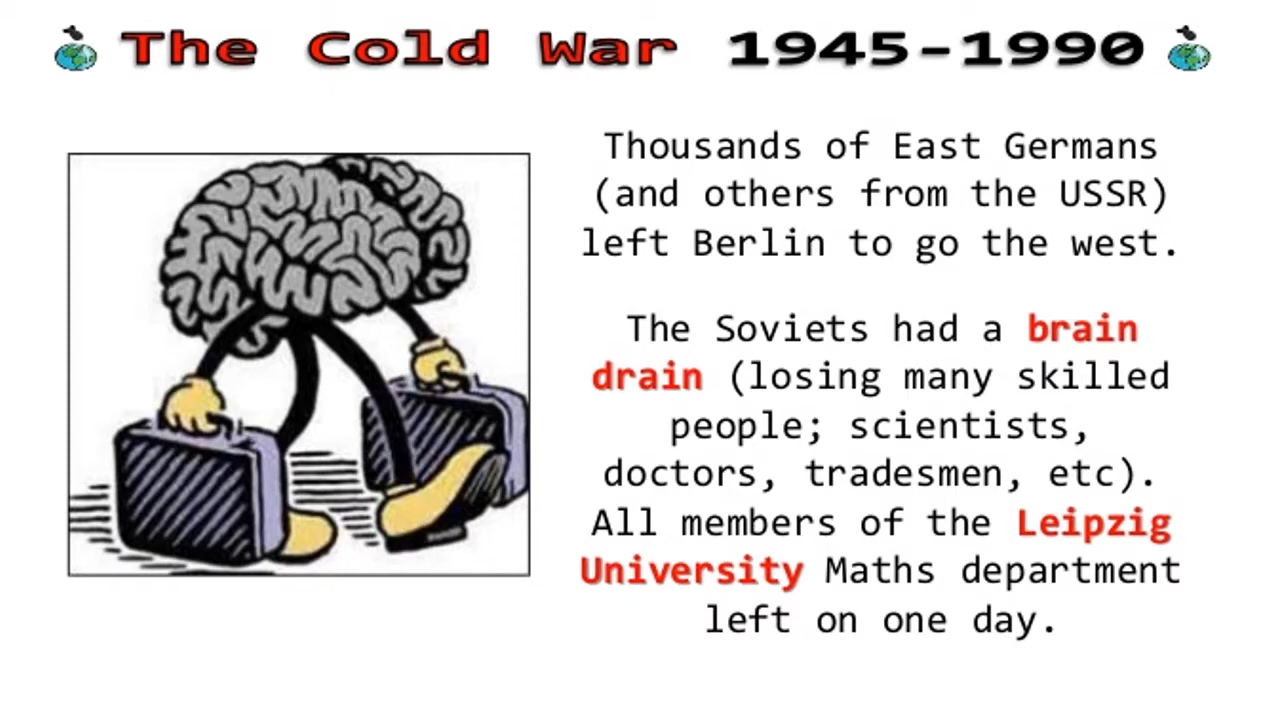 The Cold War 1945-1990
Thousands of East Germans
(and others from the USSR)
left Berlin to go the west.
The Soviets had a brain
drain (losing many skilled
people; scientists,
doctors, tradesmen, etc).
All members of the Leipzig
University Maths department
left on one day.